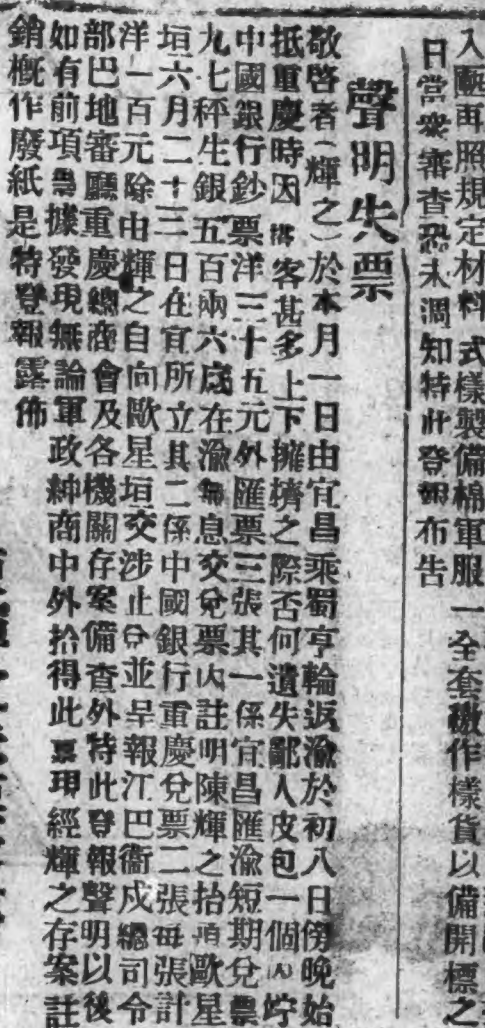 入甌再照規定材料式樣製備棉軍服一全套繳作樣貨以備開標之
日當衆審查恐未週知特此登報布告
聲明失票
敬啓者（輝之）於本月一日由宜昌乘蜀亨輪返渝於初八日傍晚始
抵重慶時因搭客甚多上下擁擠之際否何遺失鄙人皮包一個內貯
中國銀行鈔票洋三十五元外匯票三張其一係宜昌匯渝短期兌票
九七秤生銀五百兩六底在渝無息交兌票內註明陳輝之抬頭歐星
垣六月二十三日在宜所立其二係中國銀行重慶兌票二張每張計
洋一百元除由輝之自向歐星垣交涉止兌並呈報江巴衞戍總司令
部巴地審廳重慶總商會及各機關存案備查外特此登報聲明以後
如有前項票據發現無論軍政紳商中外拾得此票現經輝之存案註
銷槪作廢紙是特登報露佈